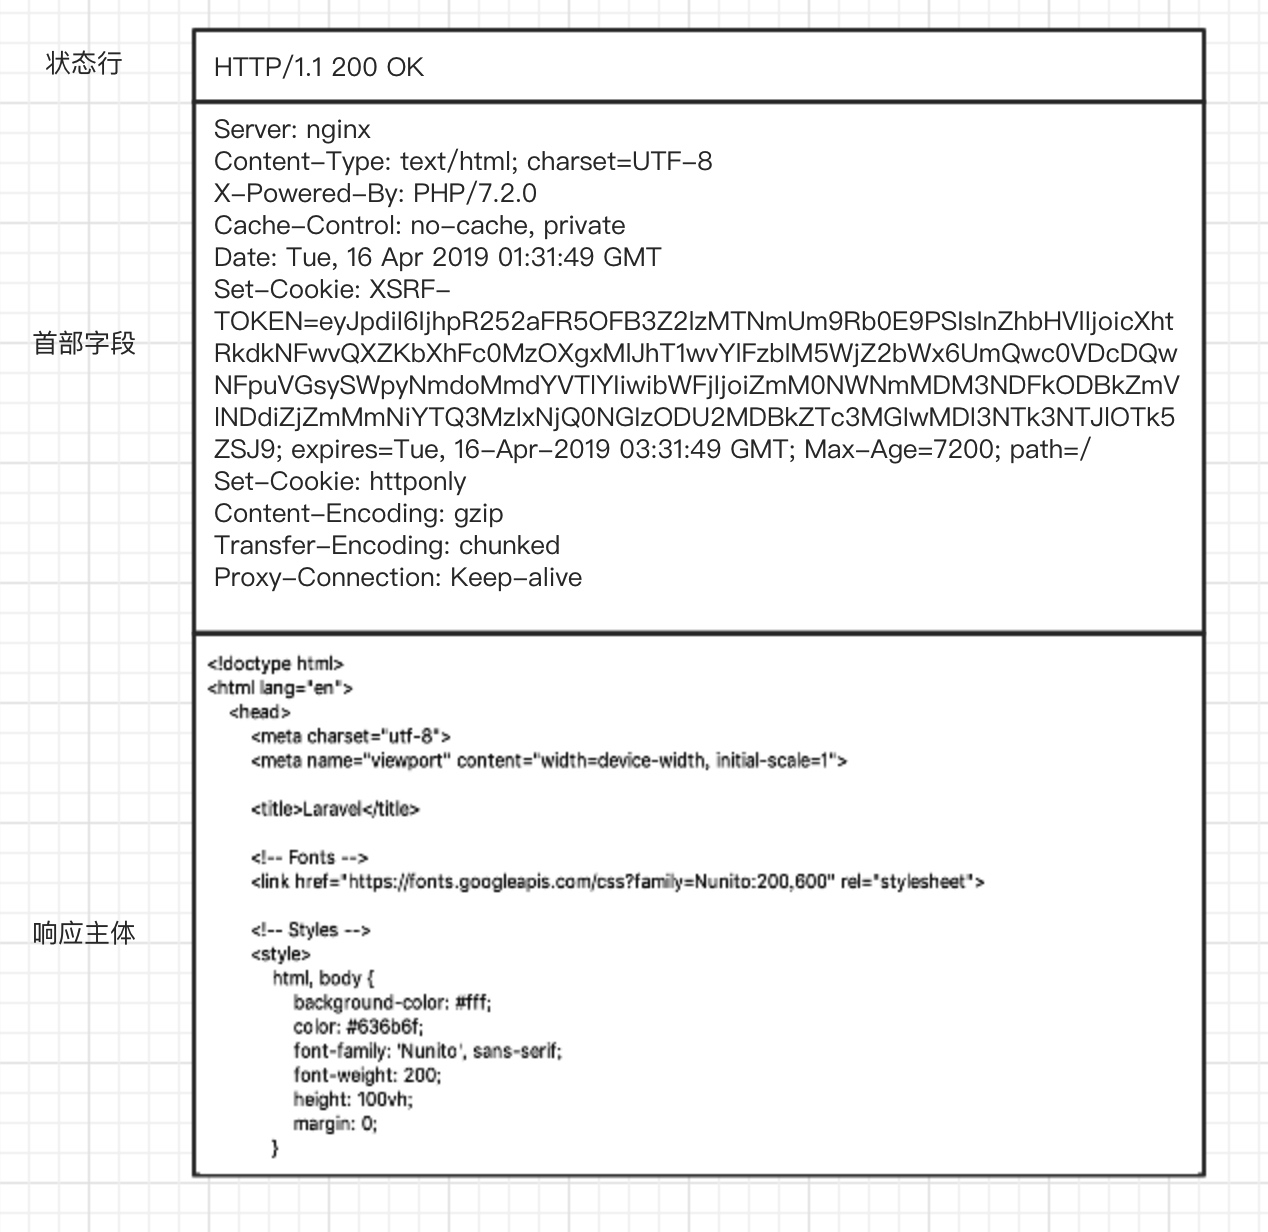 状态行
HTTP/1.1 200 OK
首部字段
Server: nginx
Content-Type: text/html; charset=UTF-8
X-Powered-By: PHP/7.2.0
Cache-Control: no-cache, private
Date: Tue, 16 Apr 2019 01:31:49 GMT
Set-Cookie: XSRF-
TOKEN=eyJpdiI6IjhpR252aFR5OFB3Z2IzMTNmUm9Rb0E9PSIsInZhbHVlIjoicXht
RkdkNFwvQXZKbXhFc0MzOXgxMlJhT1wvYlFzblM5WjZ2bWx6UmQwc0VDcDQw
NFpuVGsySWpyNmdoMmdYVTlYIiwibWFjIjoiZmM0NWNmMDM3NDFkODBkZmV
lNDdiZjZmMmNiYTQ3MzIxNjQ0NGIzODU2MDBkZTc3MGIwMDI3NTk3NTJlOTk5
ZSJ9; expires=Tue, 16-Apr-2019 03:31:49 GMT; Max-Age=7200; path=/
Set-Cookie: httponly
Content-Encoding: gzip
Transfer-Encoding: chunked
Proxy-Connection: Keep-alive
响应主体
<!doctype html>
<html lang="en">
<head>
<meta charset="utf-8">
<meta name="viewport" content="width=device-width, initial-scale=1">
<title>Laravel</title>
<!-- Fonts -->
<link href="https://fonts.googleapis.com/css?family=Nunito:200,600" rel="stylesheet">
<!-- Styles -->
<style>
html, body {
background-color: #fff;
color: #636b6f;
font-family: 'Nunito', sans-serif;
font-weight: 200;
height: 100vh;
margin: 0;
}